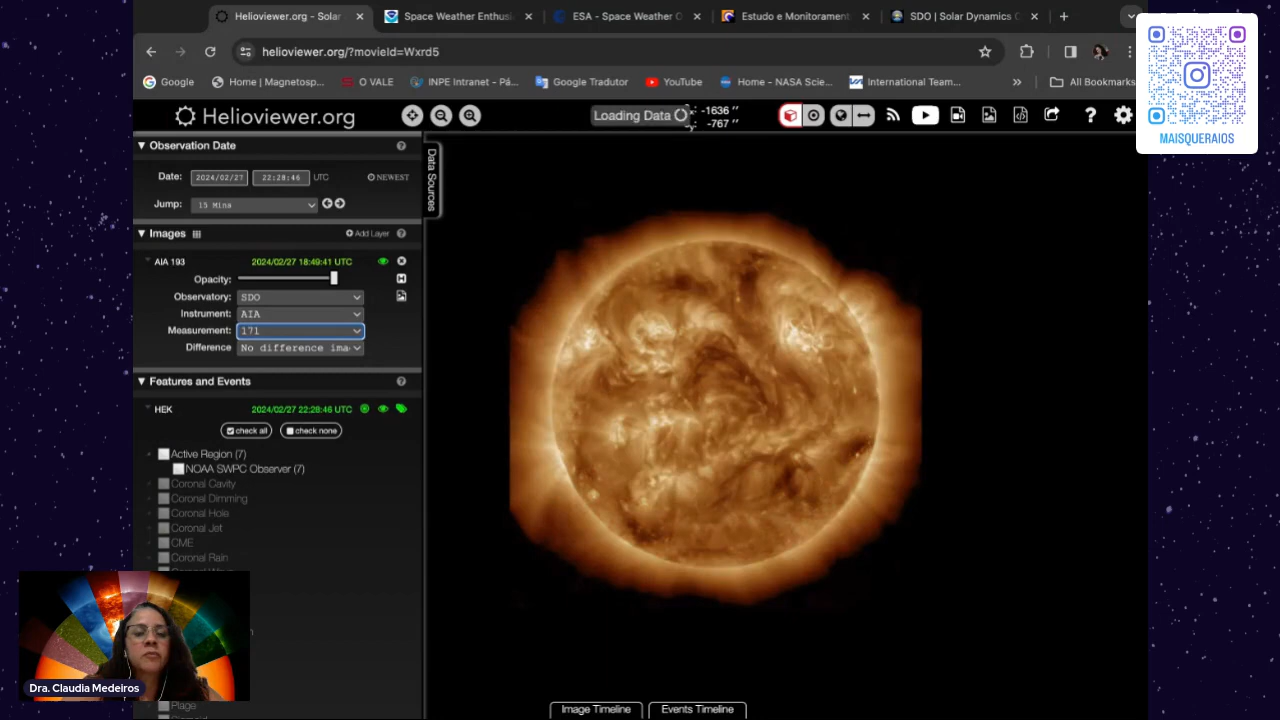 Helioviewer.org - Solar
Space Weather Enthus
ESA - Space Weather
Estudo e Monitorament
SDO | Solar Dynamics
helioviewer.org/?movieId=Wxrd5
Google
Home | Magnetosp...
O VALE
INPE
Google Tradutor
YouTube
Home - NASA Scie...
International Team
»
All Bookmarks
MAISQUERAIOS
Helioviewer.org
Loading Data
x: -1636 ″
y: -767 ″
Observation Date
Date: 2024/02/27 22:28:46 UTC NEWEST
Jump: 15 Mins
Images
Add Layer
AIA 193 2024/02/27 18:49:41 UTC
Opacity:
Observatory: SDO
Instrument: AIA
Measurement: 171
Difference No difference ima
Data Sources
Features and Events
HEK 2024/02/27 22:28:46 UTC
check all check none
Active Region (7)
NOAA SWPC Observer (7)
Coronal Cavity
Coronal Dimming
Coronal Hole
Coronal Jet
CME
Coronal Rain
Plage
Dra. Claudia Medeiros
Image Timeline Events Timeline